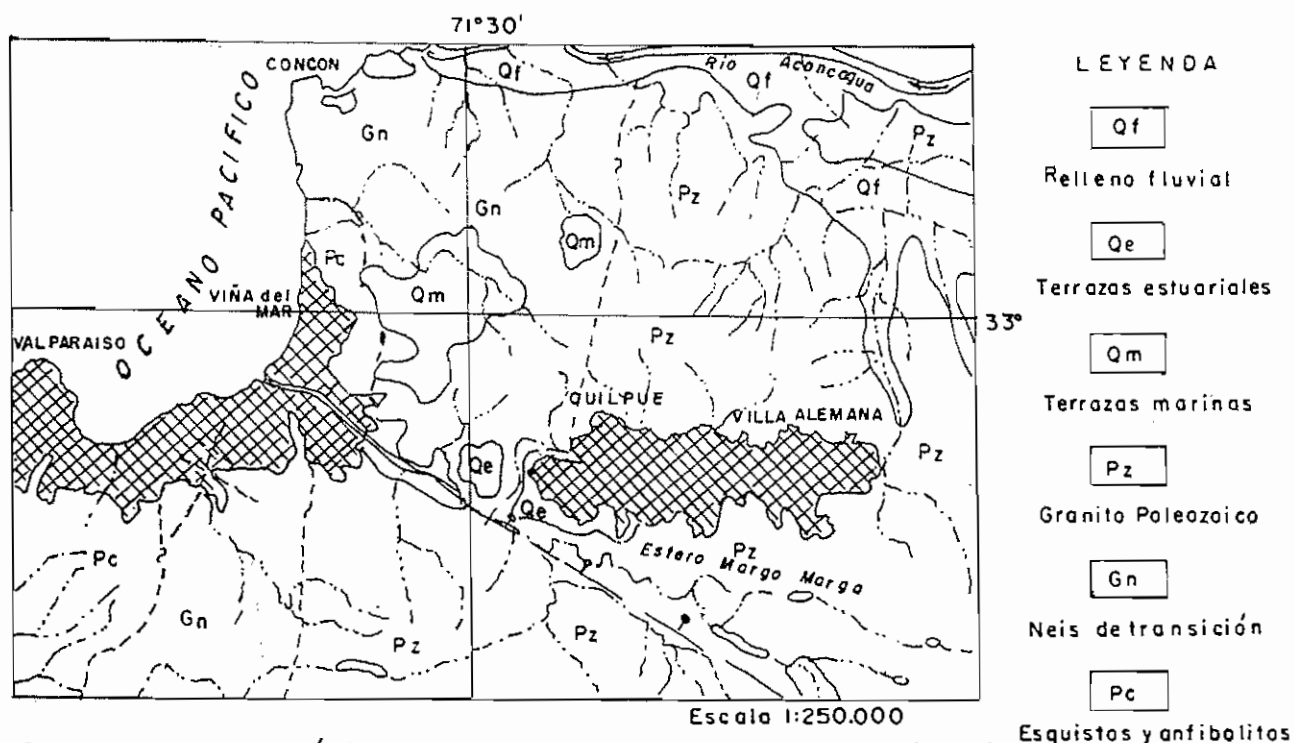 71°30'
CONCON
Qf
Río Aconcagua
Qf
Gn
Pz
Pz
Qf
Gn
OCEANO PACIFICO
Pc
Qm
Qm
VIÑA del
MAR
33°
VALPARAISO
Pz
QUILPUE
VILLA ALEMANA
Pz
Qe
Qe
Pz
Estero Margo Marga
Pc
Gn
Pz
Pz
Escala 1:250.000
LEYENDA
Qf
Relleno fluvial
Qe
Terrazas estuariales
Qm
Terrazas marinas
Pz
Granito Paleozoico
Gn
Neis de transición
Pc
Esquistos y anfibolitas